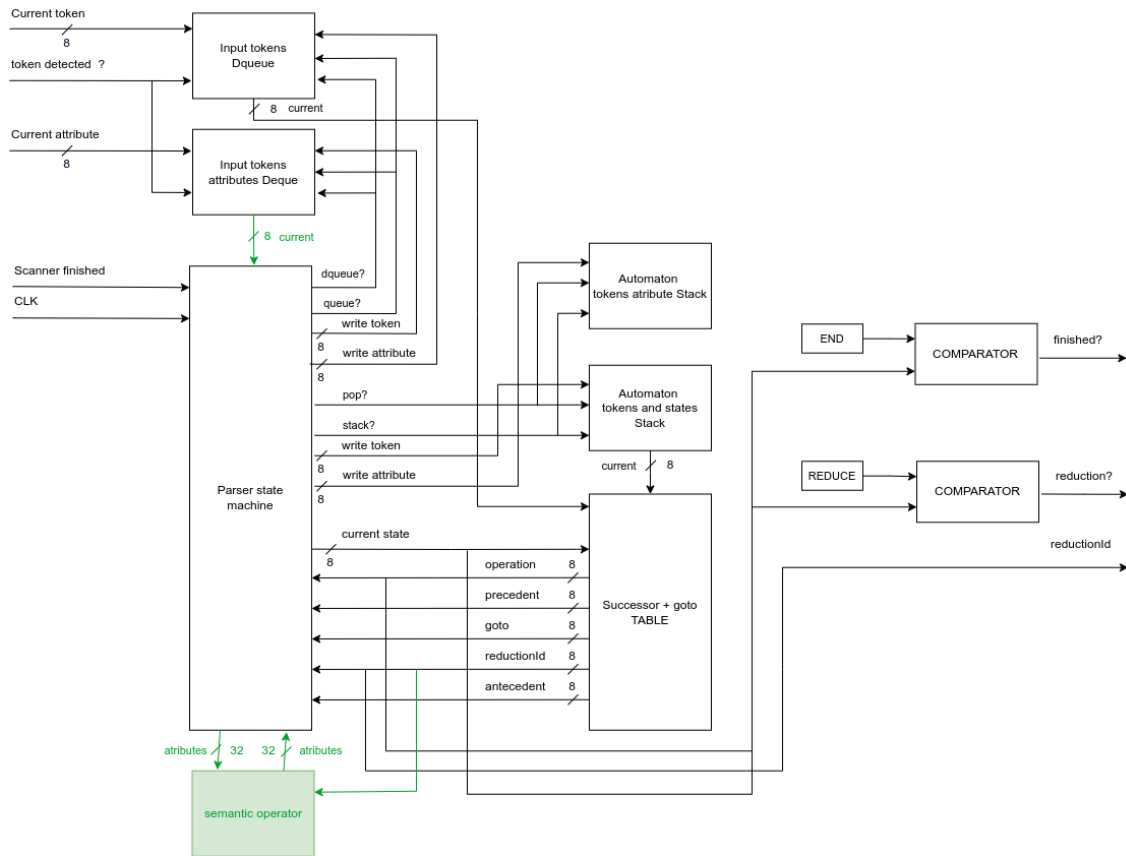 Current token
8
token detected ?
Input tokens
Dqueue
8 current
Current attribute
8
Input tokens
attributes Deque
8 current
Scanner finished
CLK
Parser state
machine
dqueue?
queue?
write token
8
write attribute
8
pop?
stack?
write token
8
write attribute
8
current state
8
operation 8
precedent 8
goto 8
reductionId 8
antecedent 8
Automaton
tokens atribute Stack
Automaton
tokens and states
Stack
current 8
Successor + goto
TABLE
END
COMPARATOR
finished?
REDUCE
COMPARATOR
reduction?
reductionId
atributes 32
32 atributes
semantic operator